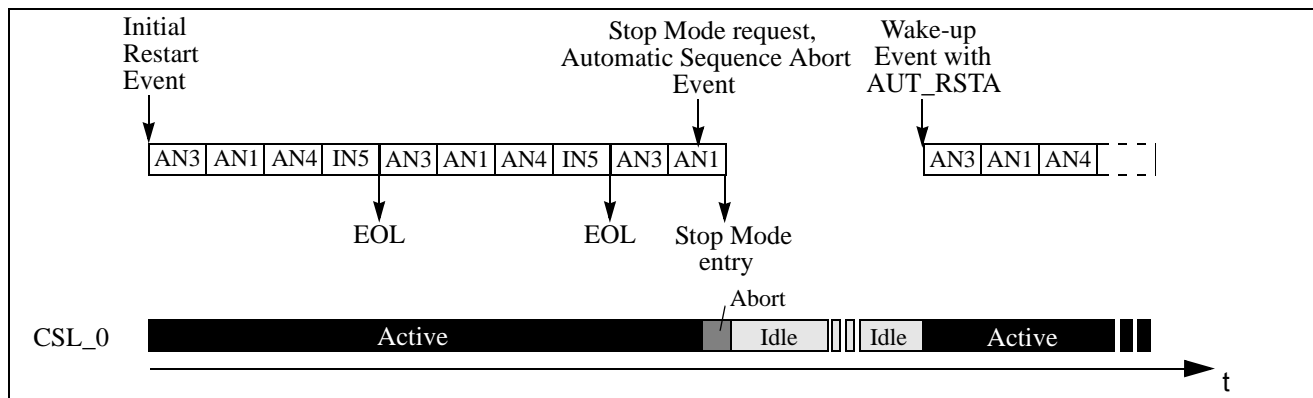 Initial
Restart
Event
Stop Mode request,
Automatic Sequence Abort
Event
Wake-up
Event with
AUT_RSTA
AN3 AN1 AN4 IN5 AN3 AN1 AN4 IN5 AN3 AN1
AN3 AN1 AN4
EOL
EOL
Stop Mode
entry
Abort
CSL_0
Active
Idle
Idle
Active
t